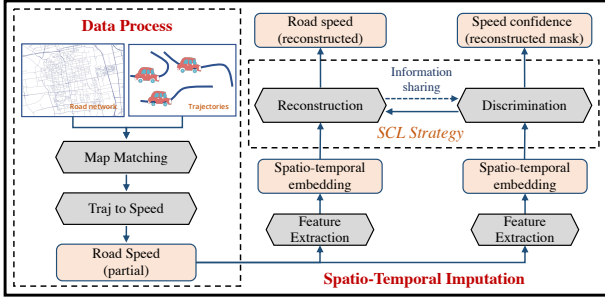 Data Process
Road network
Trajectories
Map Matching
Traj to Speed
Road Speed
(partial)
Road speed
(reconstructed)
Speed confidence
(reconstructed mask)
Information
sharing
Reconstruction
Discrimination
SCL Strategy
Spatio-temporal
embedding
Spatio-temporal
embedding
Feature
Extraction
Feature
Extraction
Spatio-Temporal Imputation